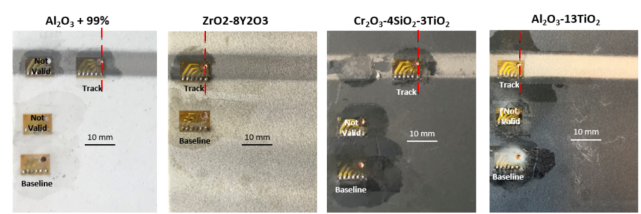 Al₂O₃ + 99%
Not
Valid
Track
Not
Valid
10 mm
Baseline
ZrO2-8Y2O3
Track
10 mm
Baseline
Cr₂O₃-4SiO₂-3TiO₂
Track
Not
Valid
10 mm
Baseline
Al₂O₃-13TiO₂
Track
Not
Valid
10 mm
Baseline